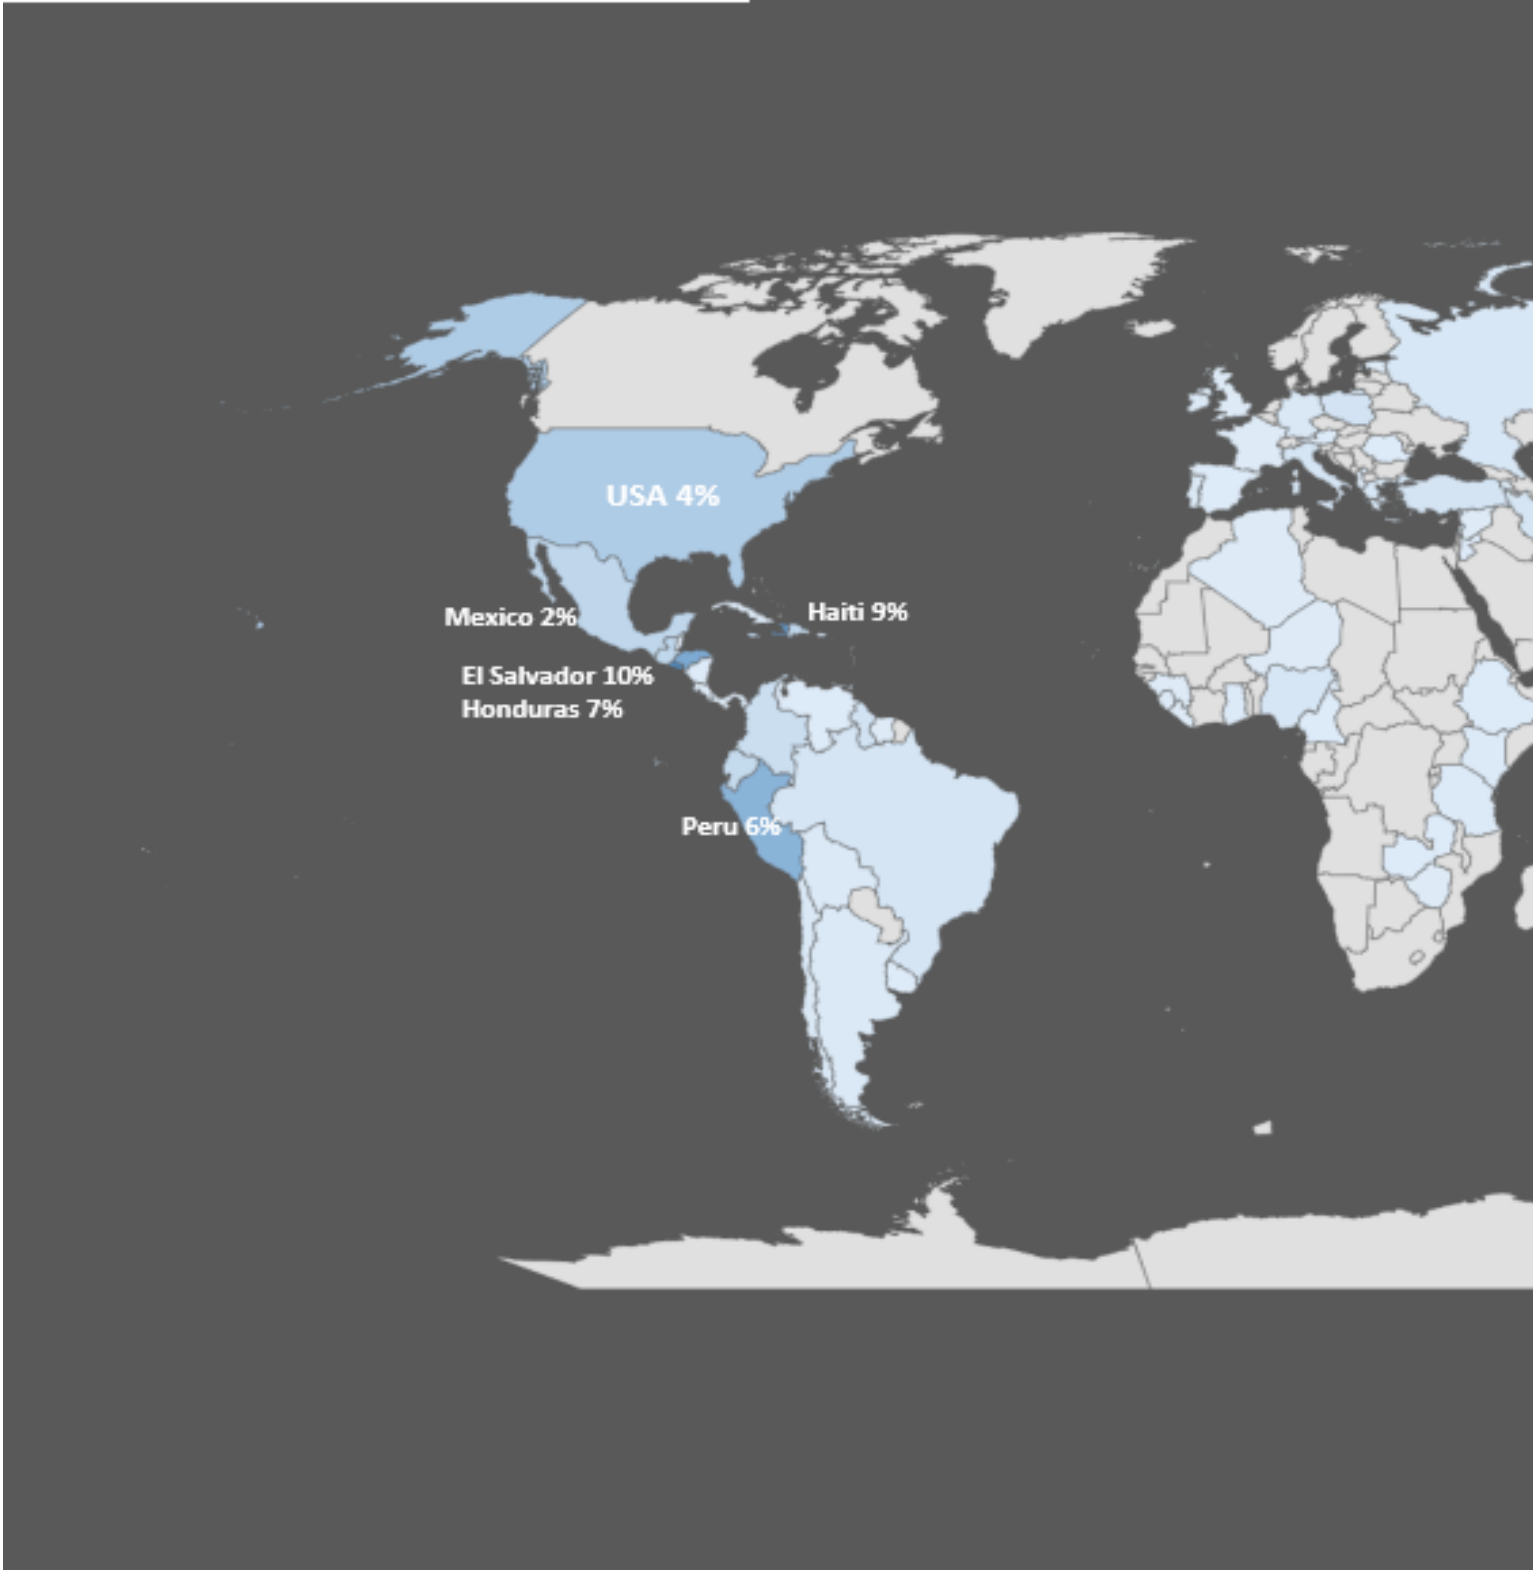 USA 4%
Mexico 2%
Haiti 9%
El Salvador 10%
Honduras 7%
Peru 6%